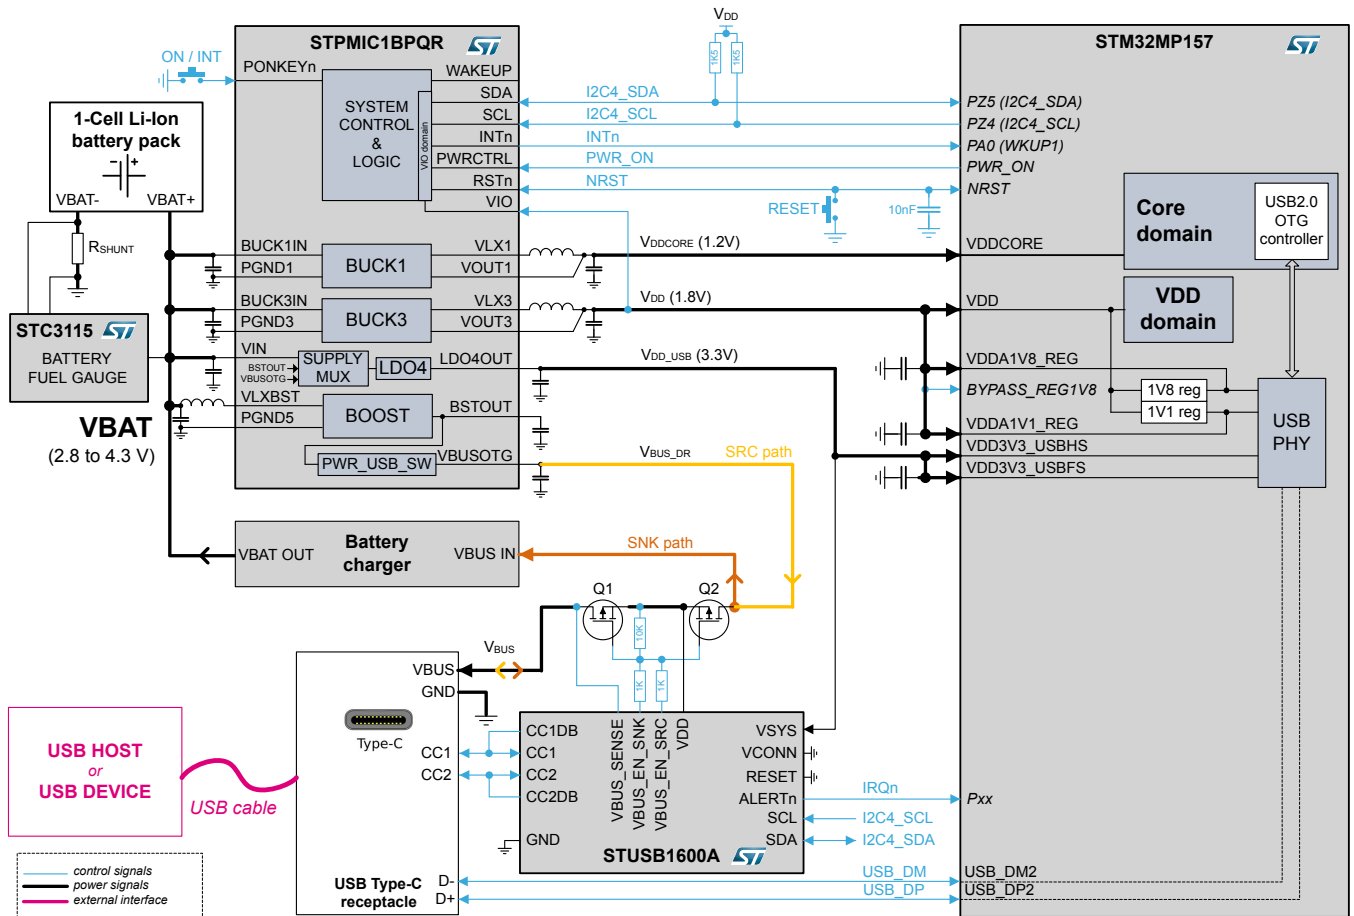 STPMIC1BPQR
ST
ON / INT
PONKEYn
SYSTEM
CONTROL
&
LOGIC
VIO domain
WAKEUP
SDA
SCL
INTn
PWRCTRL
RSTn
VIO
VDD
1K5
1K5
I2C4_SDA
I2C4_SCL
INTn
PWR_ON
NRST
RESET
10nF
STM32MP157
ST
PZ5 (I2C4_SDA)
PZ4 (I2C4_SCL)
PA0 (WKUP1)
PWR_ON
NRST
Core
domain
USB2.0
OTG
controller
1-Cell Li-Ion
battery pack
- +
VBAT- VBAT+
RSHUNT
STC3115 ST
BATTERY
FUEL GAUGE
VBAT
(2.8 to 4.3 V)
BUCK1IN
PGND1
BUCK1
VLX1
VOUT1
VDDCORE (1.2V)
VDDCORE
BUCK3IN
PGND3
BUCK3
VLX3
VOUT3
VDD (1.8V)
VDD
VDD
domain
VIN
BSTOUT
VBUSOTG
SUPPLY
MUX
LDO4
LDO4OUT
VDD_USB (3.3V)
VLXBST
PGND5
BOOST
BSTOUT
PWR_USB_SW
VBUSOTG
VBUS_DR
SRC path
VDDA1V8_REG
BYPASS_REG1V8
VDDA1V1_REG
VDD3V3_USBHS
VDD3V3_USBFS
1V8 reg
1V1 reg
USB
PHY
VBAT OUT
Battery
charger
VBUS IN
SNK path
Q1
Q2
10K
1K
1K
VBUS
VBUS
GND
Type-C
CC1
CC2
USB Type-C
receptacle
D-
D+
USB HOST
or
USB DEVICE
USB cable
CC1DB
CC1
CC2
CC2DB
GND
VBUS_SENSE
VBUS_EN_SNK
VBUS_EN_SRC
VDD
VSYS
VCONN
RESET
ALERTn
SCL
SDA
STUSB1600A ST
IRQn
I2C4_SCL
I2C4_SDA
Pxx
USB_DM
USB_DP
USB_DM2
USB_DP2
control signals
power signals
external interface